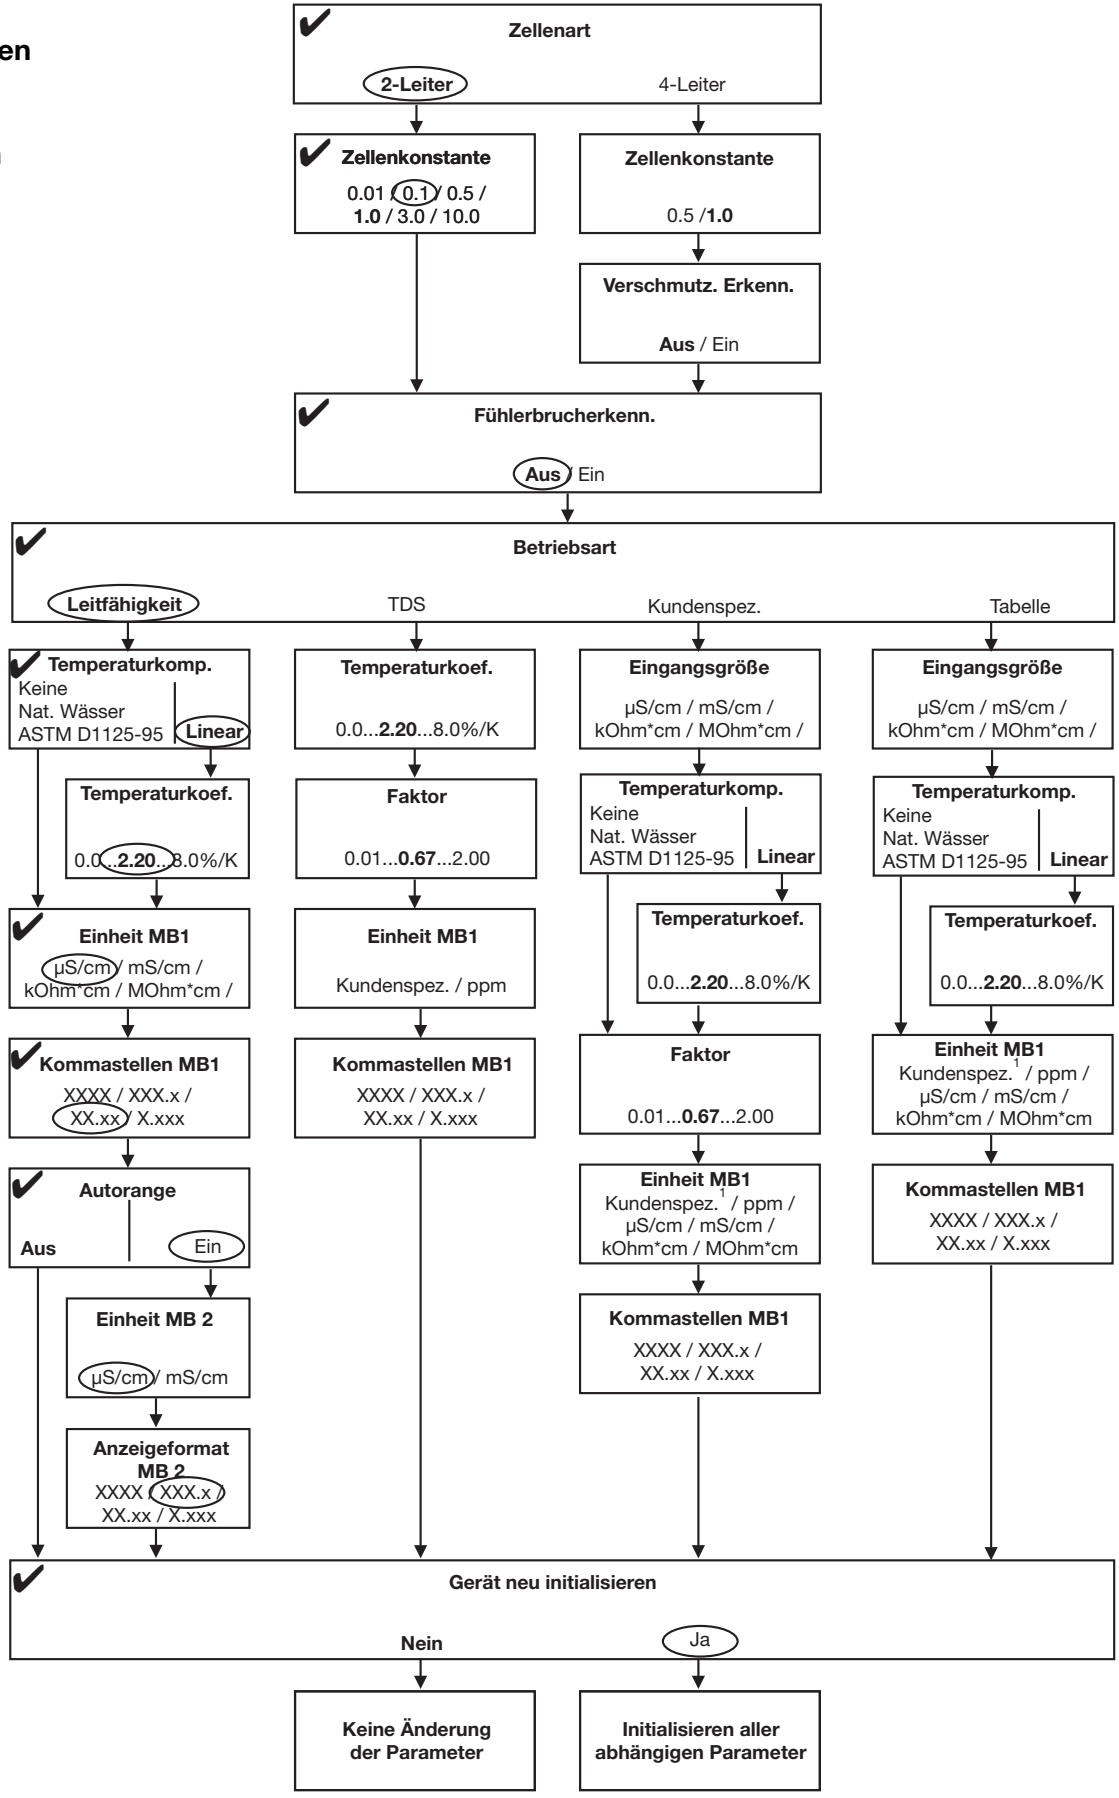 en
Zellenart
2-Leiter 4-Leiter
Zellenkonstante
0.01 / 0.1 / 0.5 /
1.0 / 3.0 / 10.0
Zellenkonstante
0.5 /1.0
Verschmutz. Erkenn.
Aus / Ein
Fühlerbrucherkenn.
Aus / Ein
Betriebsart
Leitfähigkeit TDS Kundenspez. Tabelle
Temperaturkomp.
Keine
Nat. Wässer
ASTM D1125-95 Linear
Temperaturkoef.
0.0...2.20...8.0%/K
Einheit MB1
µS/cm / mS/cm /
kOhm*cm / MOhm*cm /
Kommastellen MB1
XXXX / XXX.x /
XX.xx / X.xxx
Autorange
Aus Ein
Einheit MB 2
µS/cm / mS/cm
Anzeigeformat
MB 2
XXXX / XXX.x /
XX.xx / X.xxx
Temperaturkoef.
0.0...2.20...8.0%/K
Faktor
0.01...0.67...2.00
Einheit MB1
Kundenspez. / ppm
Kommastellen MB1
XXXX / XXX.x /
XX.xx / X.xxx
Eingangsgröße
µS/cm / mS/cm /
kOhm*cm / MOhm*cm /
Temperaturkomp.
Keine
Nat. Wässer
ASTM D1125-95 Linear
Temperaturkoef.
0.0...2.20...8.0%/K
Faktor
0.01...0.67...2.00
Einheit MB1
Kundenspez.1 / ppm /
µS/cm / mS/cm /
kOhm*cm / MOhm*cm
Kommastellen MB1
XXXX / XXX.x /
XX.xx / X.xxx
Eingangsgröße
µS/cm / mS/cm /
kOhm*cm / MOhm*cm /
Temperaturkomp.
Keine
Nat. Wässer
ASTM D1125-95 Linear
Temperaturkoef.
0.0...2.20...8.0%/K
Einheit MB1
Kundenspez.1 / ppm /
µS/cm / mS/cm /
kOhm*cm / MOhm*cm
Kommastellen MB1
XXXX / XXX.x /
XX.xx / X.xxx
Gerät neu initialisieren
Nein Ja
Keine Änderung
der Parameter
Initialisieren aller
abhängigen Parameter